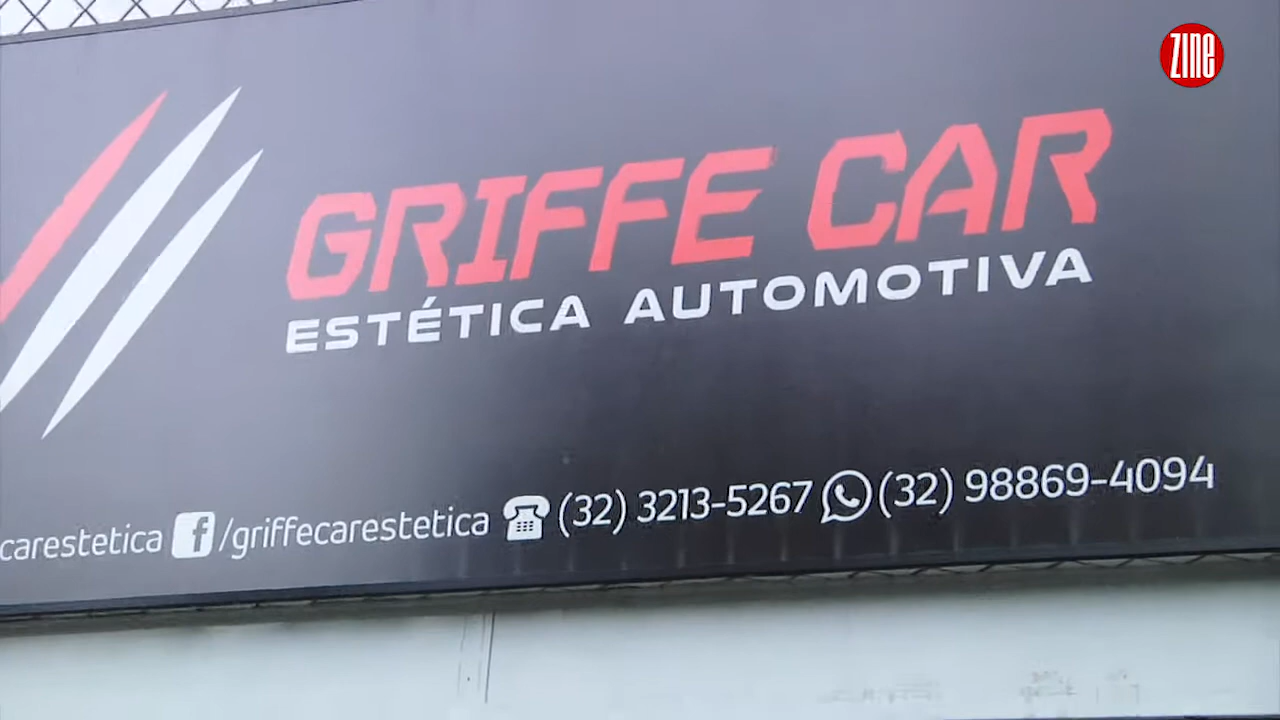 ZINE
GRIFFE CAR
ESTÉTICA AUTOMOTIVA
carestetica /griffecarestetica (32) 3213-5267 (32) 98869-4094